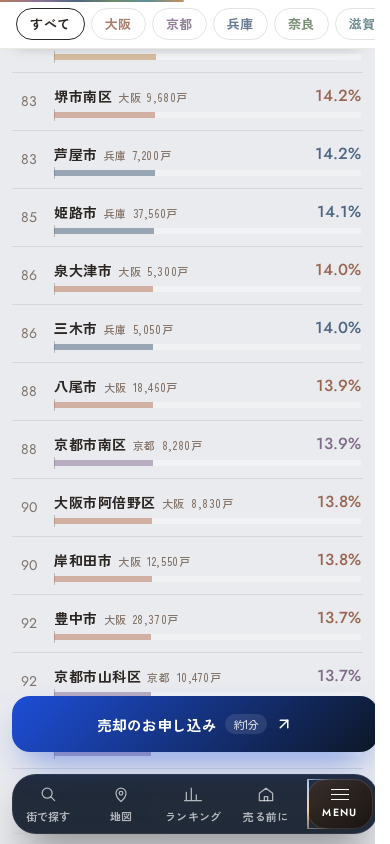 すべて 大阪 京都 兵庫 奈良 滋賀
83 堺市南区 大阪 9,680戸 14.2%
83 芦屋市 兵庫 7,200戸 14.2%
85 姫路市 兵庫 37,560戸 14.1%
86 泉大津市 大阪 5,300戸 14.0%
86 三木市 兵庫 5,050戸 14.0%
88 八尾市 大阪 18,460戸 13.9%
88 京都市南区 京都 8,280戸 13.9%
90 大阪市阿倍野区 大阪 8,830戸 13.8%
90 岸和田市 大阪 12,550戸 13.8%
92 豊中市 大阪 28,370戸 13.7%
92 京都市山科区 京都 10,470戸 13.7%
売却のお申し込み 約1分
街で探す 地図 ランキング 売る前に MENU